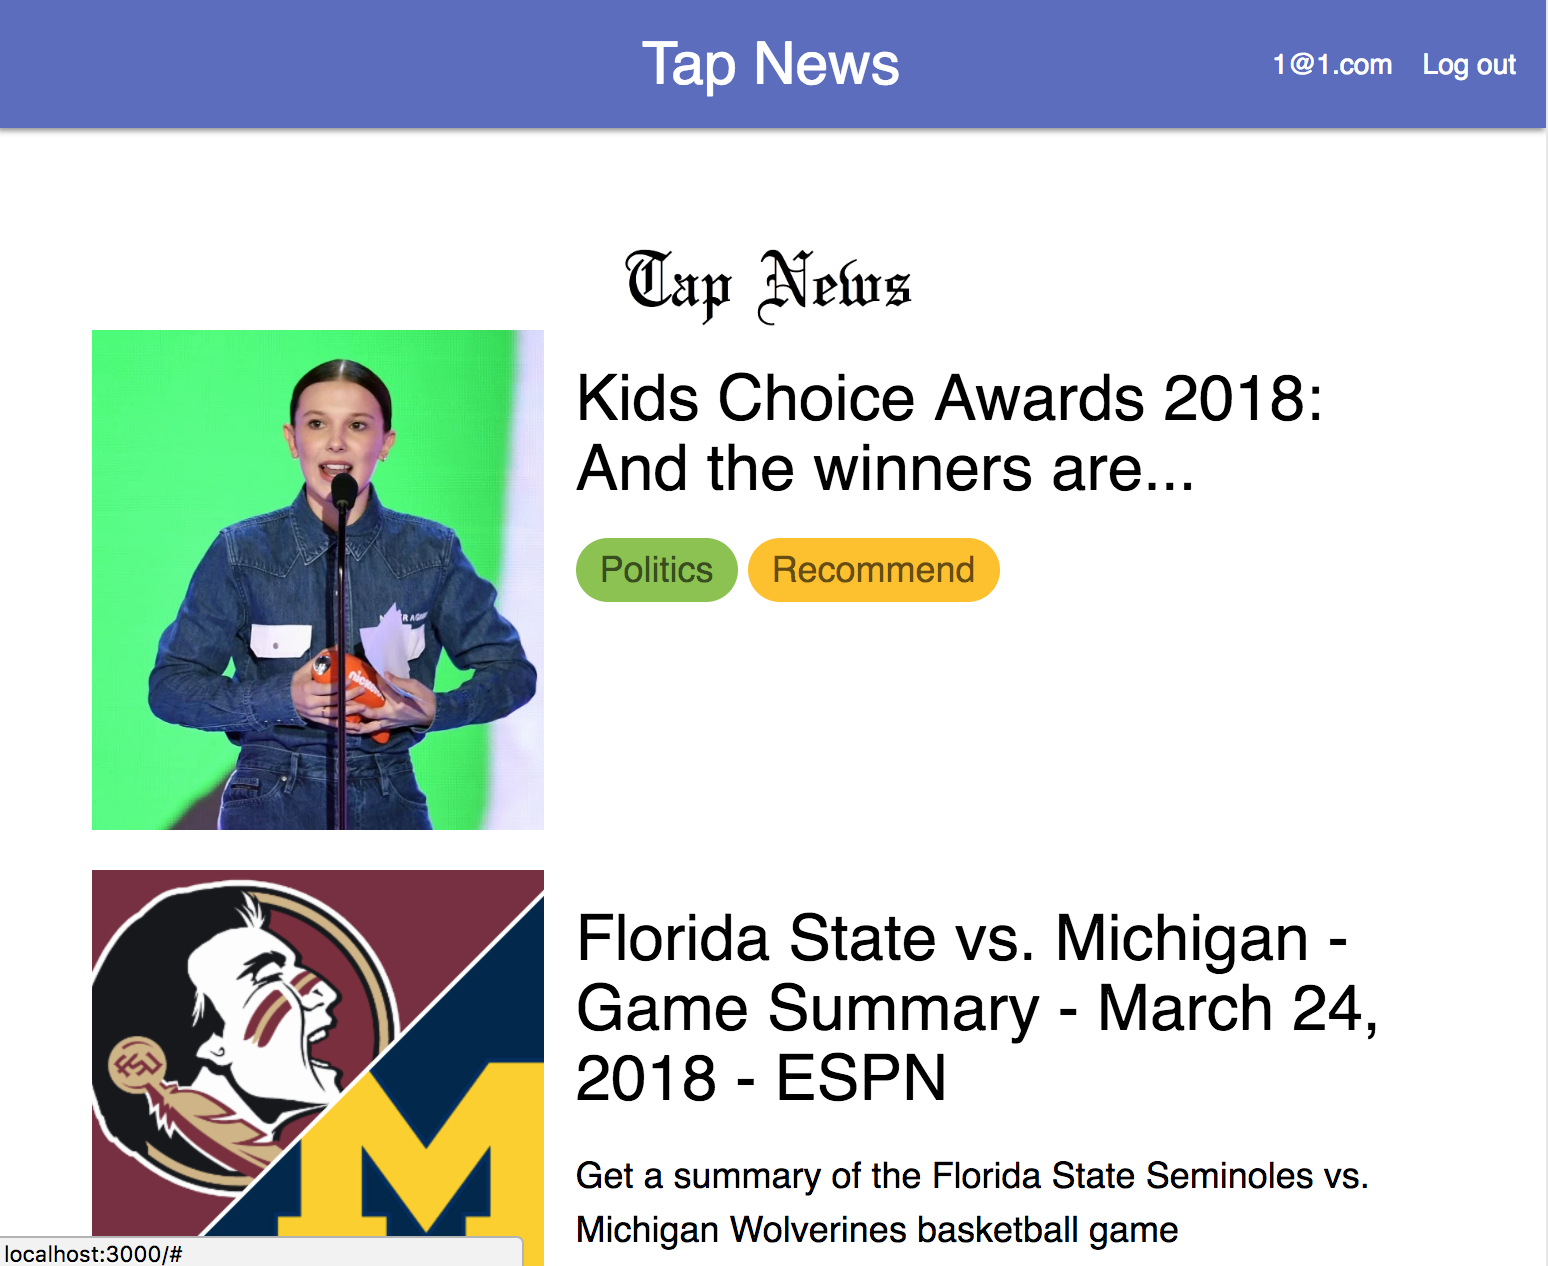 Tap News
1@1.com Log out
Tap News
Kids Choice Awards 2018:
And the winners are...
Politics Recommend
FSU
M
Florida State vs. Michigan -
Game Summary - March 24,
2018 - ESPN
Get a summary of the Florida State Seminoles vs.
Michigan Wolverines basketball game
localhost:3000/#